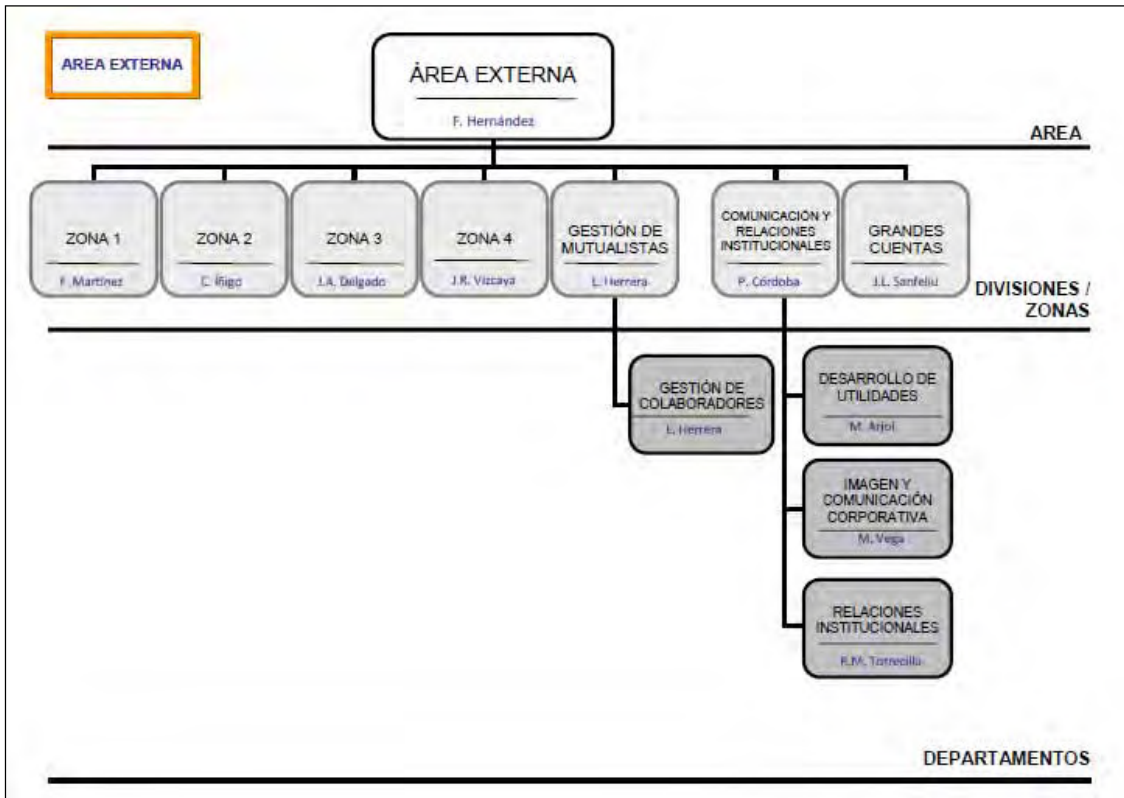 AREA EXTERNA
ÁREA EXTERNA
F. Hernández
AREA
ZONA 1
F. Martínez
ZONA 2
C. Íñigo
ZONA 3
J.A. Delgado
ZONA 4
J.R. Vizcaya
GESTIÓN DE
MUTUALISTAS
L. Herrera
COMUNICACIÓN Y
RELACIONES
INSTITUCIONALES
P. Córdoba
GRANDES
CUENTAS
J.L. Sanfeliu
DIVISIONES /
ZONAS
GESTIÓN DE
COLABORADORES
L. Herrera
DESARROLLO DE
UTILIDADES
M. Arjol
IMAGEN Y
COMUNICACIÓN
CORPORATIVA
M. Vega
RELACIONES
INSTITUCIONALES
R.M. Torrecilla
DEPARTAMENTOS